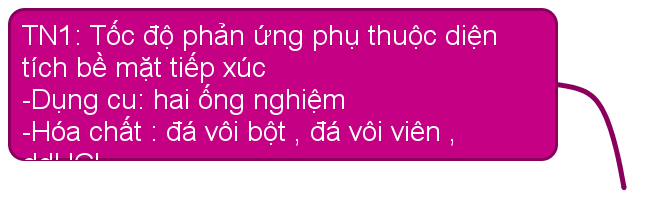 TN1: Tốc độ phản ứng phụ thuộc diện
tích bề mặt tiếp xúc
-Dụng cu: hai ống nghiệm
-Hóa chất : đá vôi bột , đá vôi viên ,